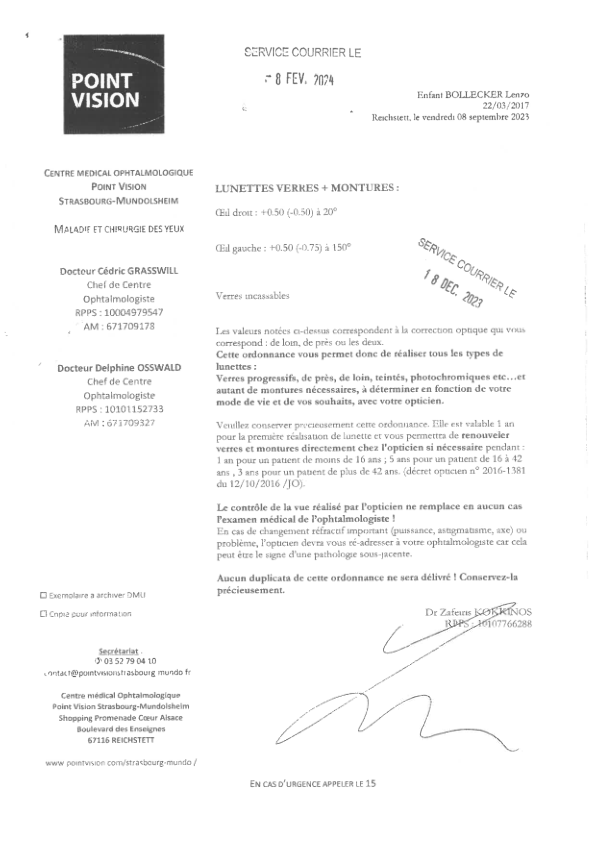 POINT
VISION
SERVICE COURRIER LE
- 8 FEV. 2024
Enfant BOLLECKER Lenzo
22/03/2017
Reichstett, le vendredi 08 septembre 2023
CENTRE MEDICAL OPHTALMOLOGIQUE
POINT VISION
STRASBOURG-MUNDOLSHEIM
MALADIE ET CHIRURGIE DES YEUX
Docteur Cédric GRASSWILL
Chef de Centre
Ophtalmologiste
RPPS : 10004979547
AM : 671709178
Docteur Delphine OSSWALD
Chef de Centre
Ophtalmologiste
RPPS : 10101152733
AM : 671709327
LUNETTES VERRES + MONTURES :
Œil droit : +0.50 (-0.50) à 20°
Œil gauche : +0.50 (-0.75) à 150°
SERVICE COURRIER LE
18 DEC. 2023
Verres incassables
Les valeurs notées ci-dessus correspondent à la correction optique qui vous
correspond : de loin, de près ou les deux.
Cette ordonnance vous permet donc de réaliser tous les types de
lunettes :
Verres progressifs, de près, de loin, teintés, photochromiques etc...et
autant de montures nécessaires, à déterminer en fonction de votre
mode de vie et de vos souhaits, avec votre opticien.
Veuillez conserver précieusement cette ordonnance. Elle est valable 1 an
pour la première réalisation de lunette et vous permettes de renouveler
verres et montures directement chez l'opticien si nécessaire pendant :
1 an pour un patient de moins de 16 ans ; 5 ans pour un patient de 16 à 42
ans , 3 ans pour un patient de plus de 42 ans. (décret opticien n° 2016-1381
du 12/10/2016 /JO).
Le contrôle de la vue réalisé par l'opticien ne remplace en aucun cas
l'examen médical de l'ophtalmologiste !
En cas de changement réfractif important (puissance, astigmatisme, axe) ou
problème, l'opticien devra vous ré-adresser à votre ophtalmologiste car cela
peut être le signe d'une pathologie sous-jacente.
Aucun duplicata de cette ordonnance ne sera délivré ! Conservez-la
précieusement.
Dr Zafeiris KOKKINOS
RPPS : 10107766288
Exemplaire à archiver DMU
Copie pour information
Secrétariat :
03 52 79 04 10
contact@pointvisionstrasbourg-mundo.fr
Centre médical Ophtalmologique
Point Vision Strasbourg-Mundolsheim
Shopping Promenade Cœur Alsace
Boulevard des Enseignes
67116 REICHSTETT
www.pointvision.com/strasbourg-mundo /
EN CAS D'URGENCE APPELER LE 15